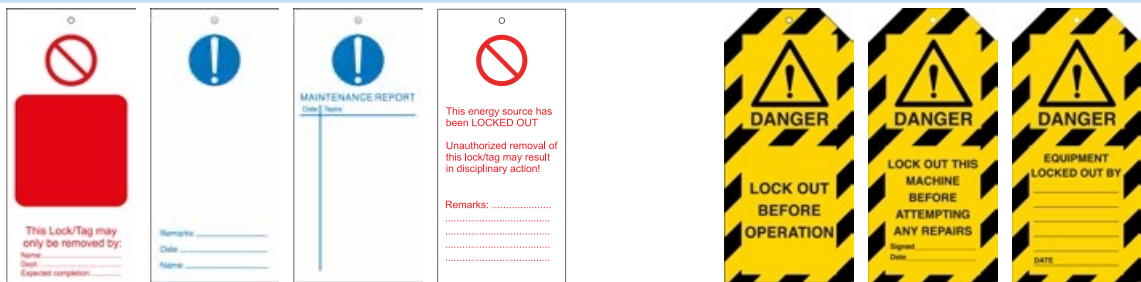 This Lock/Tag may
only be removed by:
Name:
Dept:
Expected completion:
Remarks:
Date:
Name:
MAINTENANCE REPORT
Date Topics
This energy source has
been LOCKED OUT
Unauthorized removal of
this lock/tag may result
in disciplinary action!
Remarks: .....................
......................................
......................................
......................................
......................................
DANGER
LOCK OUT
BEFORE
OPERATION
DANGER
LOCK OUT THIS
MACHINE
BEFORE
ATTEMPTING
ANY REPAIRS
Signed
Date
DANGER
EQUIPMENT
LOCKED OUT BY
DATE